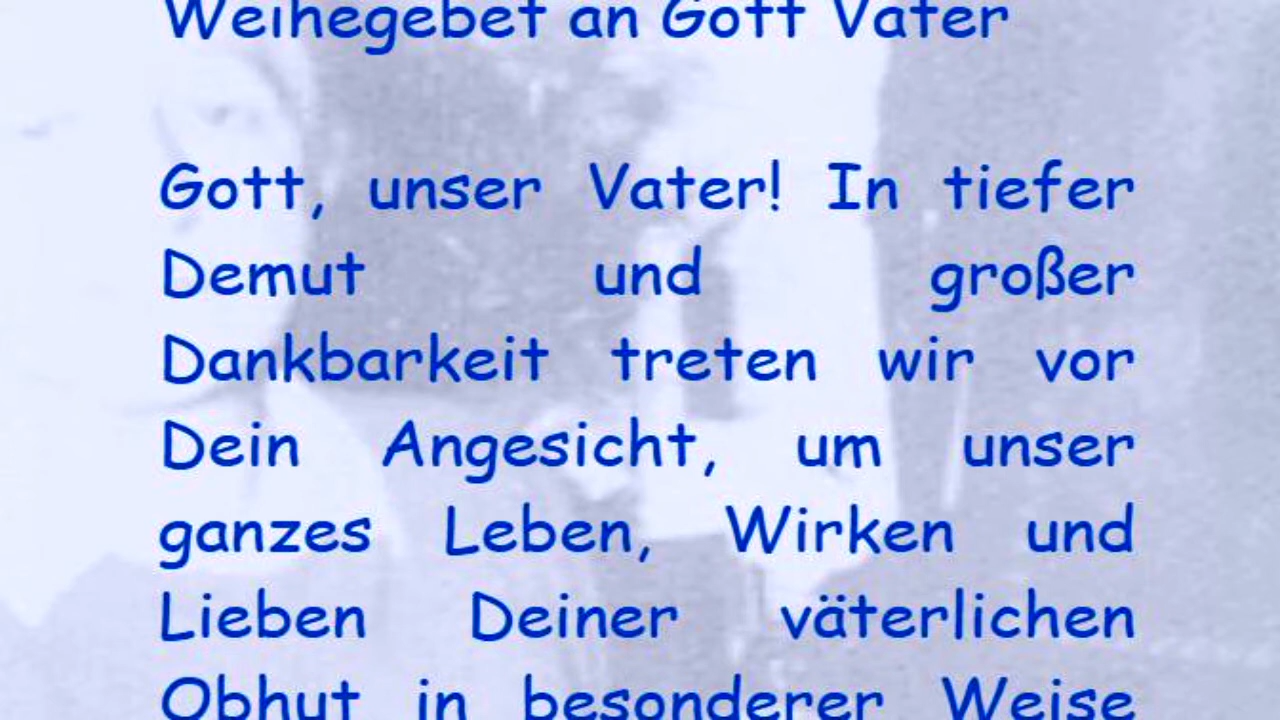 Weihegebet an Gott Vater
Gott, unser Vater! In tiefer
Demut und großer
Dankbarkeit treten wir vor
Dein Angesicht, um unser
ganzes Leben, Wirken und
Lieben Deiner väterlichen
Obhut in besonderer Weise